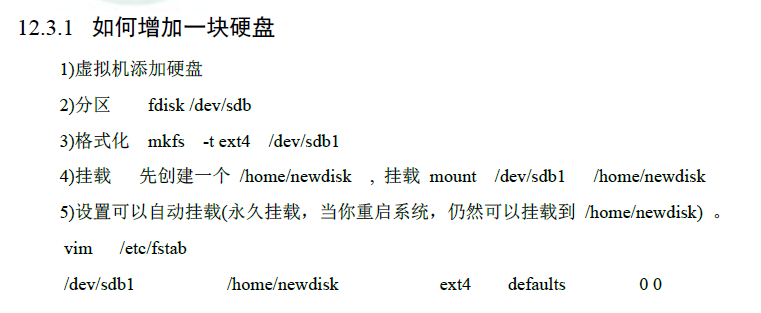 12.3.1 如何增加一块硬盘
1)虚拟机添加硬盘
2)分区 fdisk /dev/sdb
3)格式化 mkfs -t ext4 /dev/sdb1
4)挂载 先创建一个 /home/newdisk , 挂载 mount /dev/sdb1 /home/newdisk
5)设置可以自动挂载(永久挂载，当你重启系统，仍然可以挂载到 /home/newdisk) 。
vim /etc/fstab
/dev/sdb1 /home/newdisk ext4 defaults 0 0